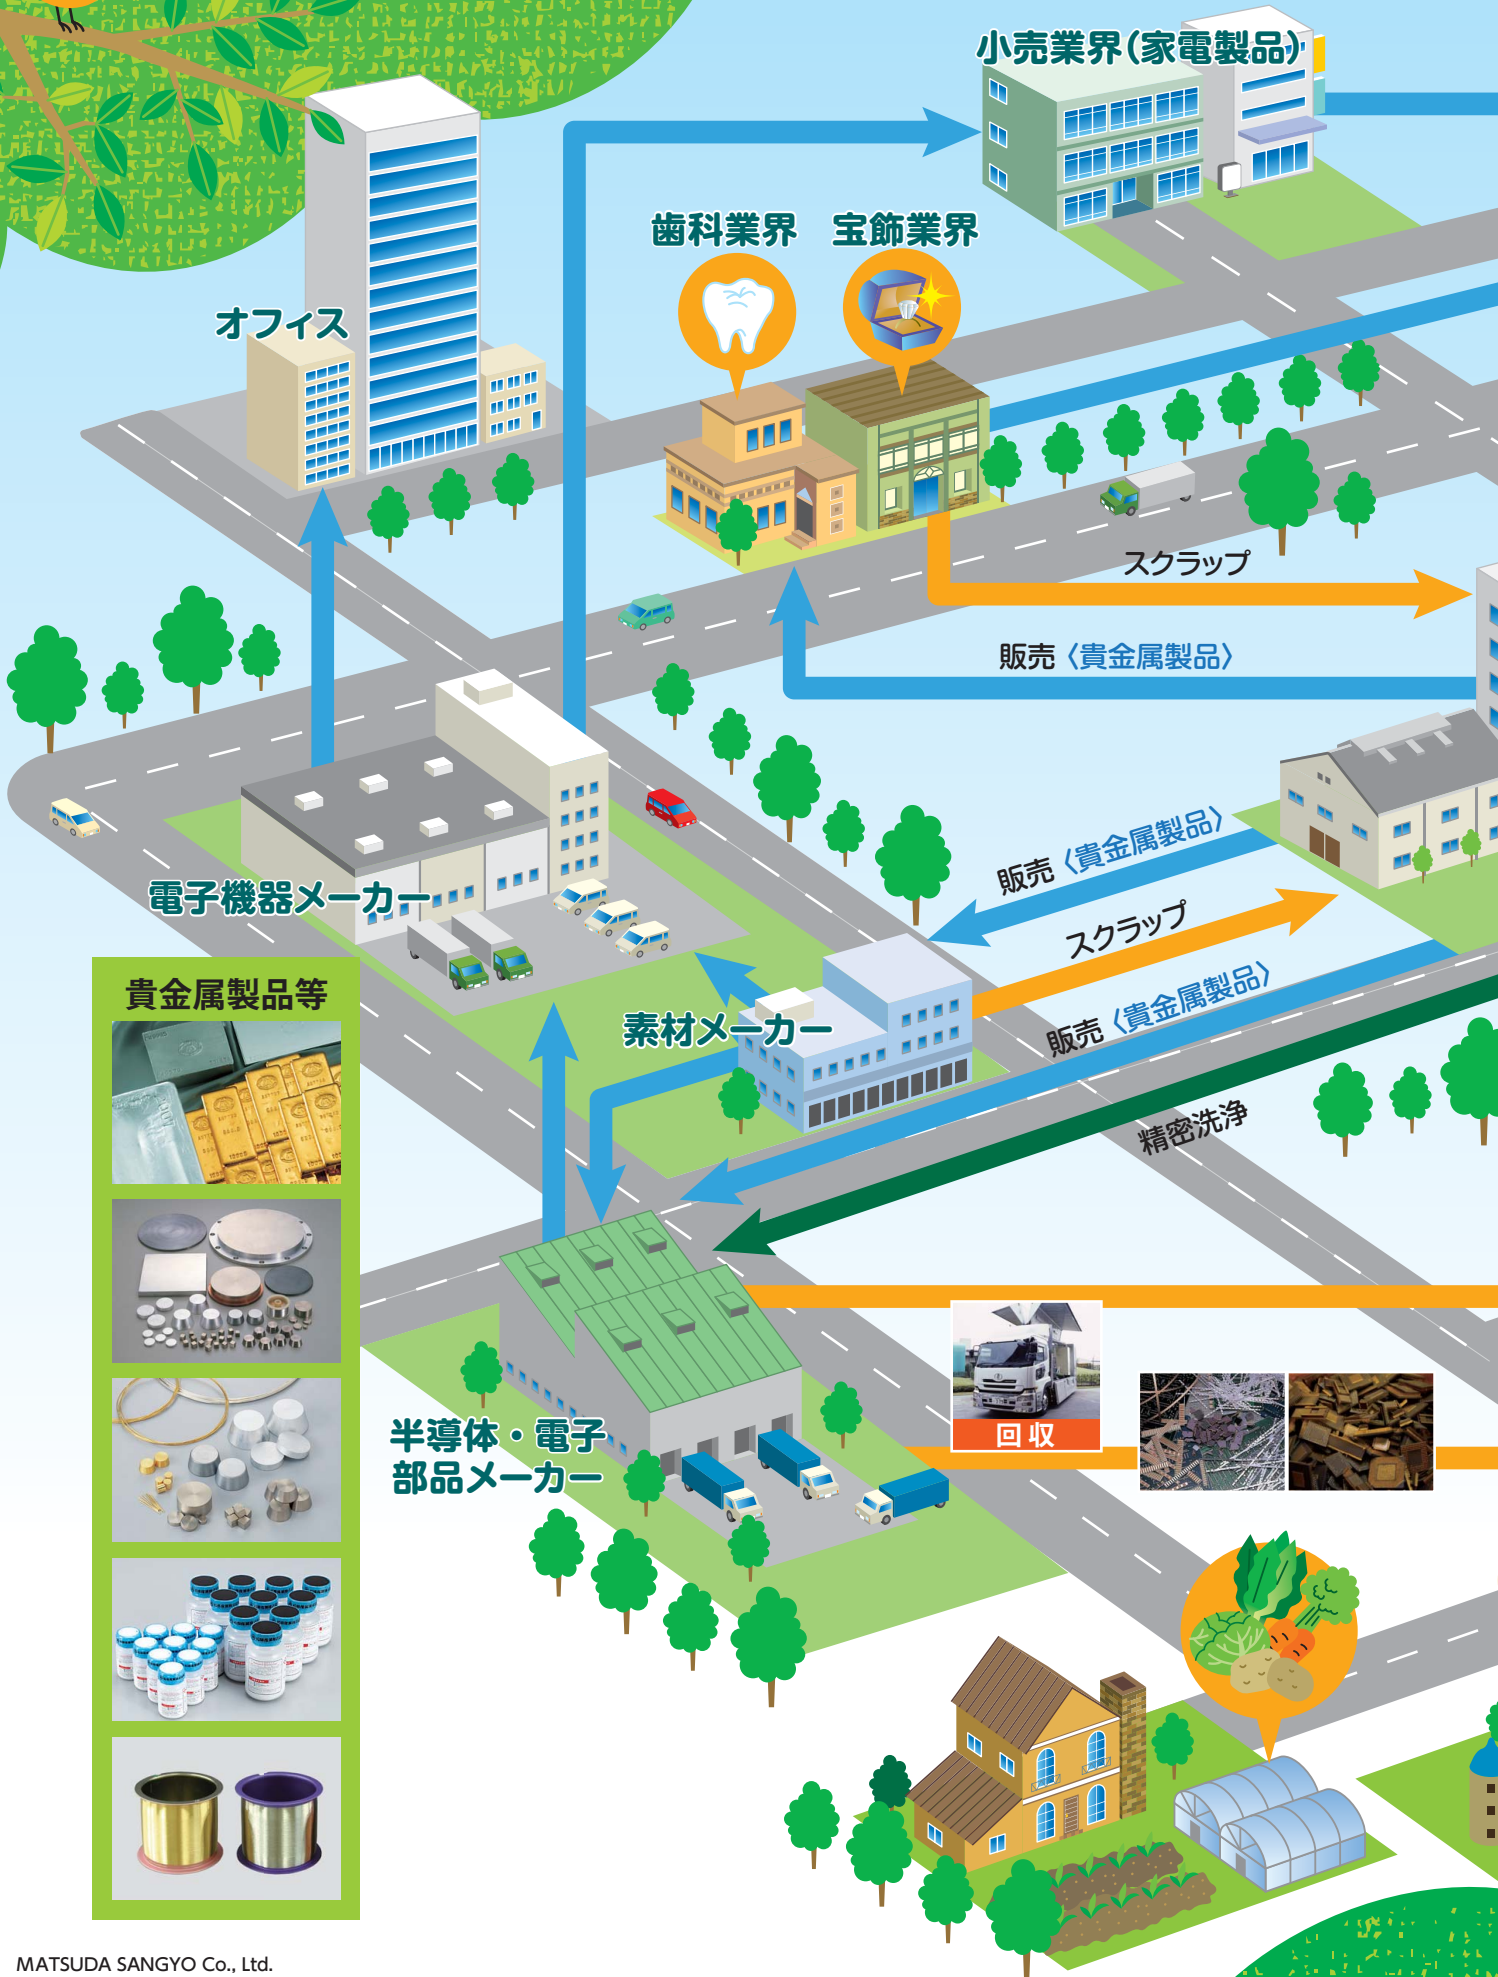 小売業界(家電製品)
歯科業界
宝飾業界
オフィス
スクラップ
販売〈貴金属製品〉
電子機器メーカー
販売〈貴金属製品〉
スクラップ
貴金属製品等
素材メーカー
販売〈貴金属製品〉
精密洗浄
回収
半導体・電子
部品メーカー
MATSUDA SANGYO Co., Ltd.